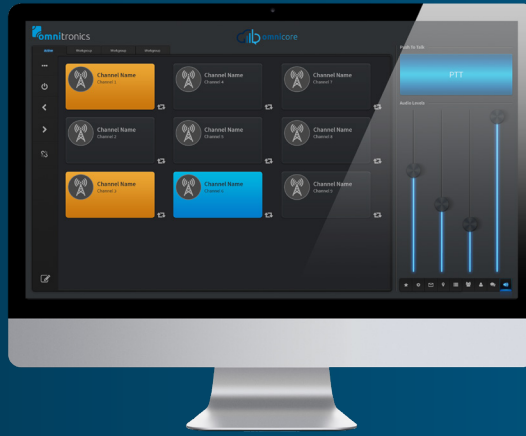 omnitronics
omnicore
Push To Talk
PTT
Audio Levels
Channel Name
Channel 1
Channel Name
Channel 4
Channel Name
Channel 7
Channel Name
Channel 2
Channel Name
Channel 5
Channel Name
Channel 8
Channel Name
Channel 3
Channel Name
Channel 6
Channel Name